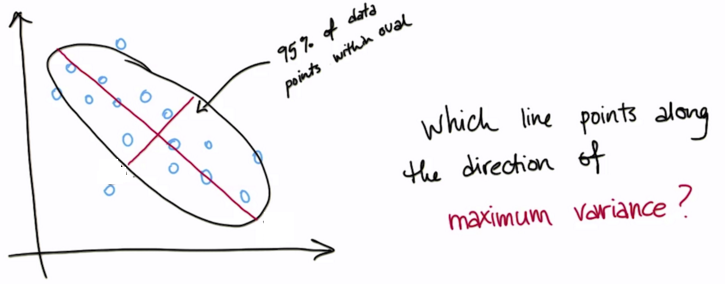 95% of data
points within oval
Which line points along
the direction of
maximum variance?